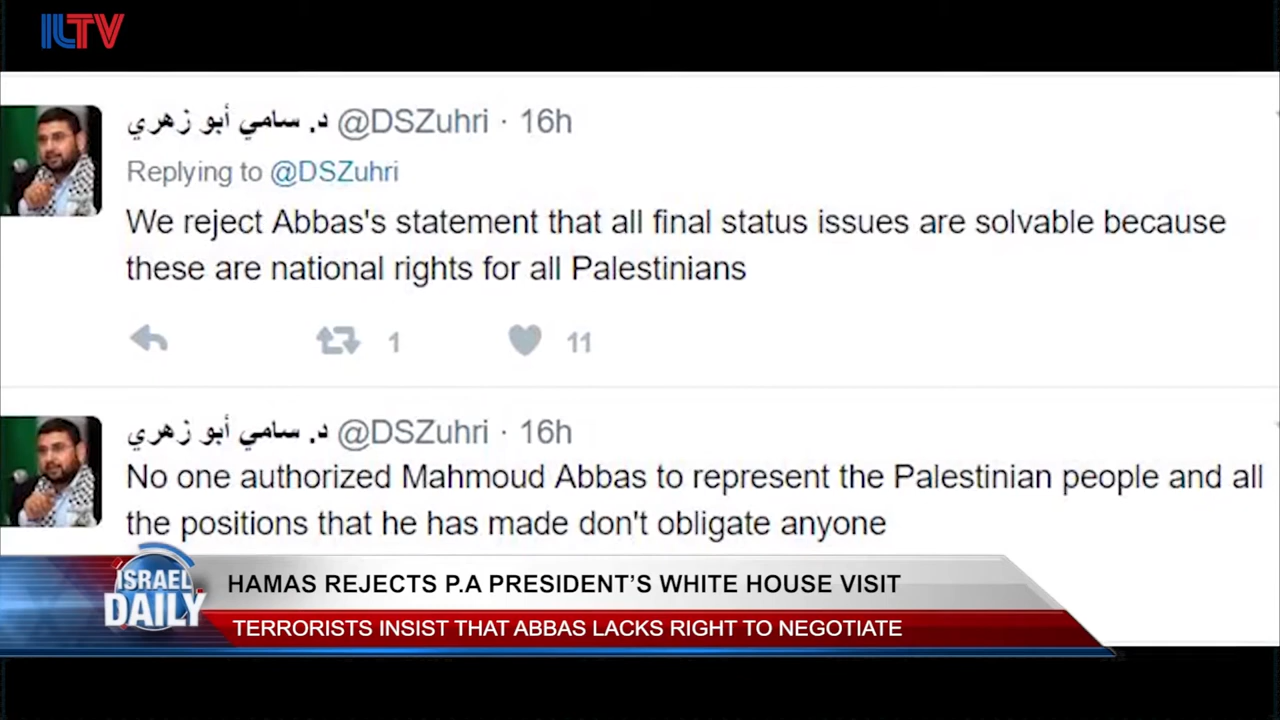 ILTV
د. سامي أبو زهري @DSZuhri · 16h
Replying to @DSZuhri
We reject Abbas's statement that all final status issues are solvable because
these are national rights for all Palestinians
1 11
د. سامي أبو زهري @DSZuhri · 16h
No one authorized Mahmoud Abbas to represent the Palestinian people and all
the positions that he has made don't obligate anyone
ISRAEL
DAILY
HAMAS REJECTS P.A PRESIDENT’S WHITE HOUSE VISIT
TERRORISTS INSIST THAT ABBAS LACKS RIGHT TO NEGOTIATE